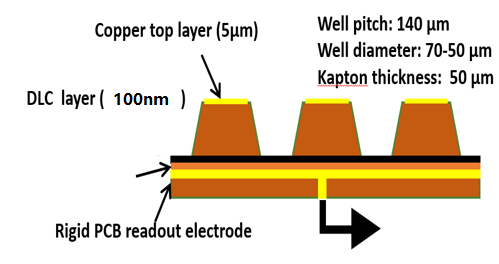 Copper top layer (5µm)
Well pitch: 140 µm
Well diameter: 70-50 µm
Kapton thickness: 50 µm
DLC layer ( 100nm )
Rigid PCB readout electrode